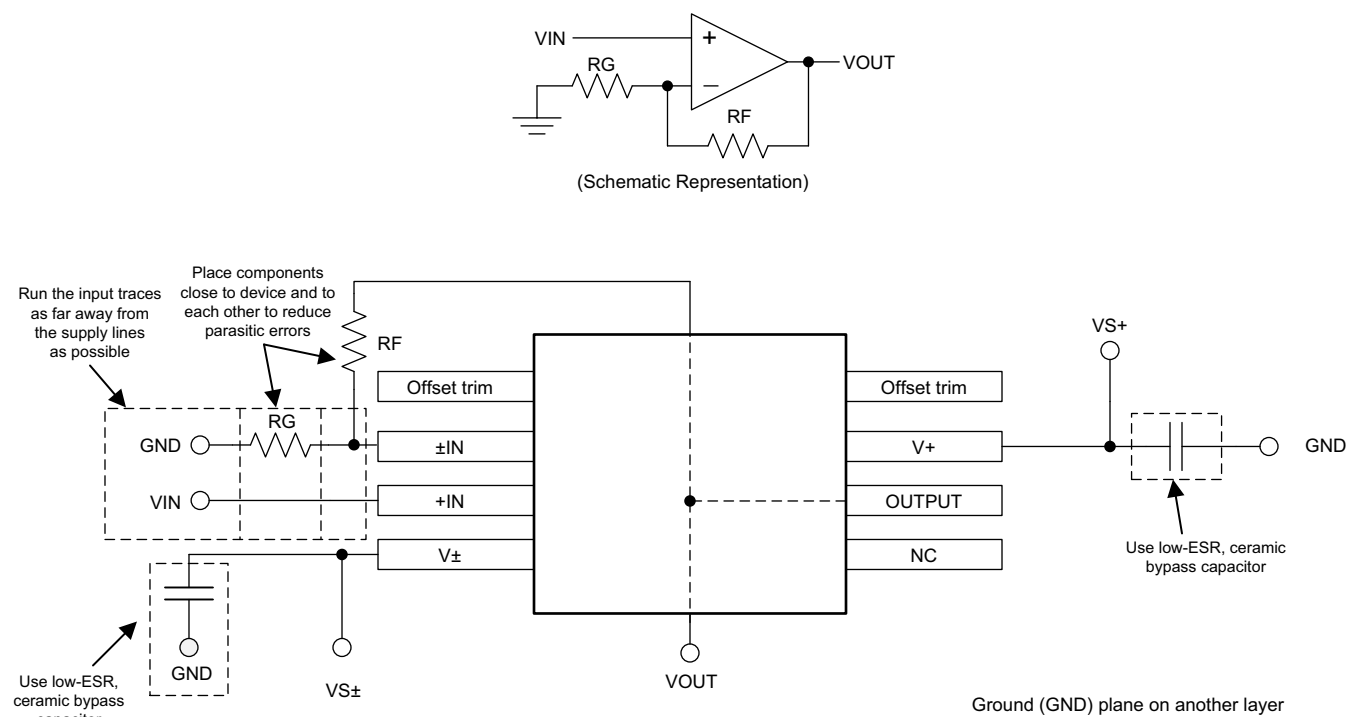 VIN
+
VOUT
RG
−
RF
(Schematic Representation)
Run the input traces
as far away from
the supply lines
as possible
Place components
close to device and to
each other to reduce
parasitic errors
RF
VS+
Offset trim
Offset trim
RG
GND
±IN
V+
GND
VIN
+IN
OUTPUT
V±
NC
Use low-ESR, ceramic
bypass capacitor
GND
VS±
VOUT
Use low-ESR,
ceramic bypass
capacitor
Ground (GND) plane on another layer